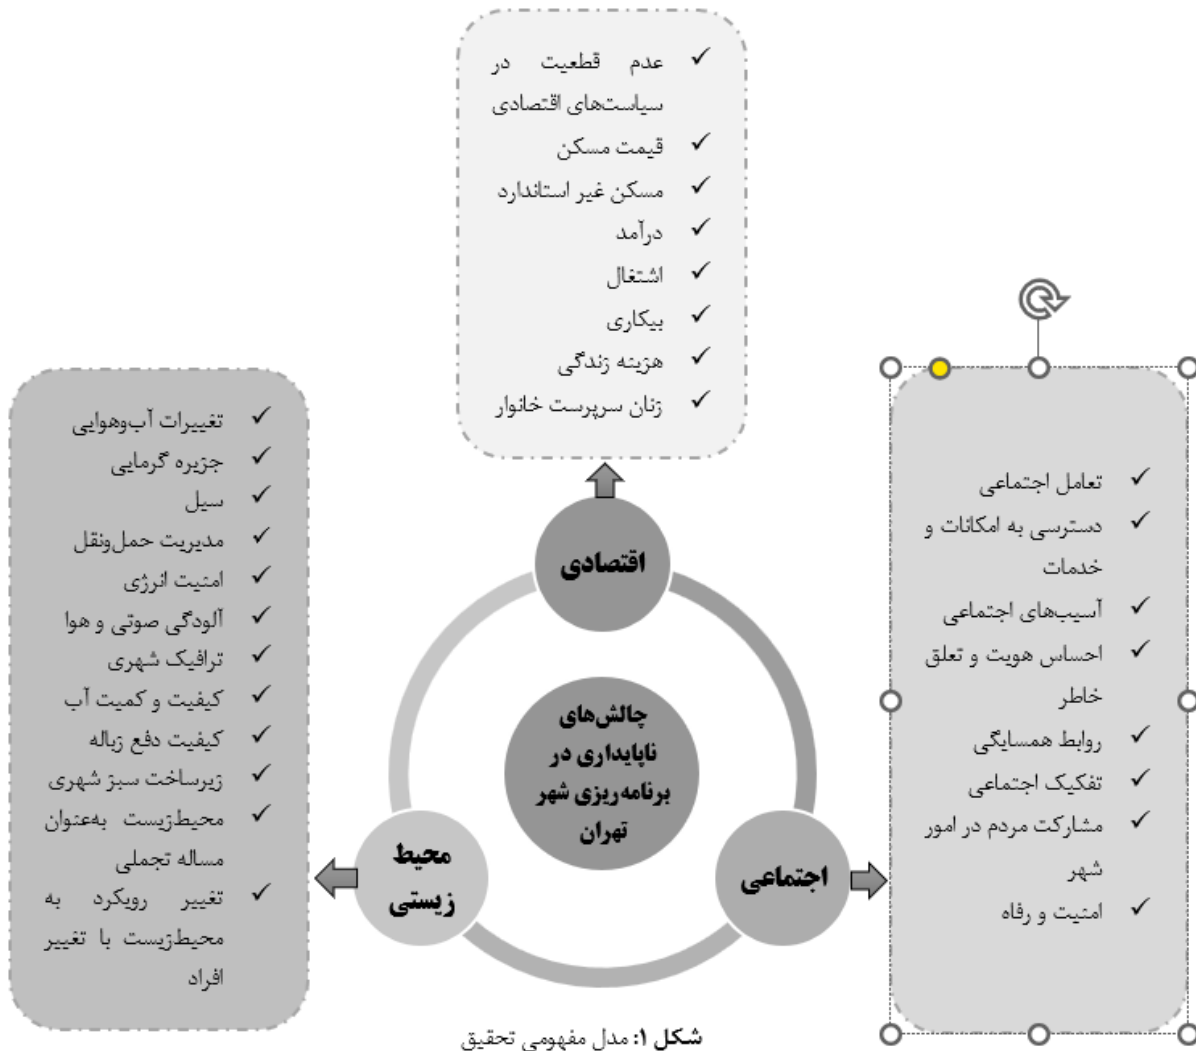 عدم قطعیت در
سیاست‌های اقتصادی
قیمت مسکن
مسکن غیر استاندارد
درآمد
اشتغال
بیکاری
هزینه زندگی
زنان سرپرست خانوار
تعامل اجتماعی
دسترسی به امکانات و
خدمات
آسیب‌های اجتماعی
احساس هویت و تعلق
خاطر
روابط همسایگی
تفکیک اجتماعی
مشارکت مردم در امور
شهر
امنیت و رفاه
اقتصادی
چالش‌های
ناپایداری در
برنامه‌ریزی شهر
تهران
اجتماعی
محیط
زیستی
تغییرات آب‌وهوایی
جزیره گرمایی
سیل
مدیریت حمل‌ونقل
امنیت انرژی
آلودگی صوتی و هوا
ترافیک شهری
کیفیت و کمیت آب
کیفیت دفع زباله
زیرساخت سبز شهری
محیط‌زیست به‌عنوان
مساله تجملی
تغییر رویکرد به
محیط‌زیست با تغییر
افراد
شکل ۱: مدل مفهومی تحقیق